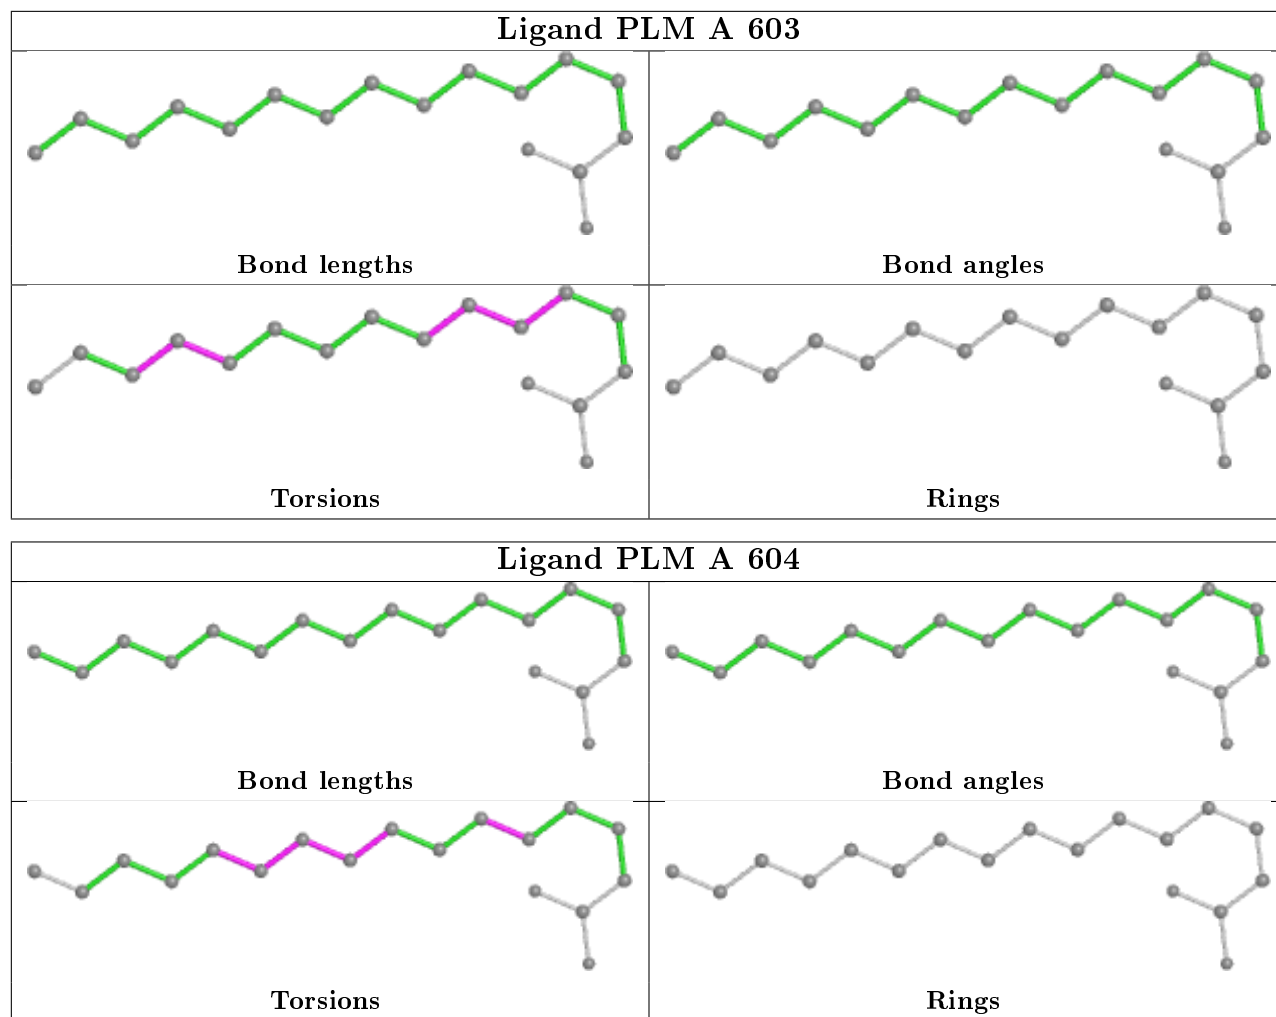 Ligand PLM A 603
Bond lengths
Bond angles
Torsions
Rings
Ligand PLM A 604
Bond lengths
Bond angles
Torsions
Rings